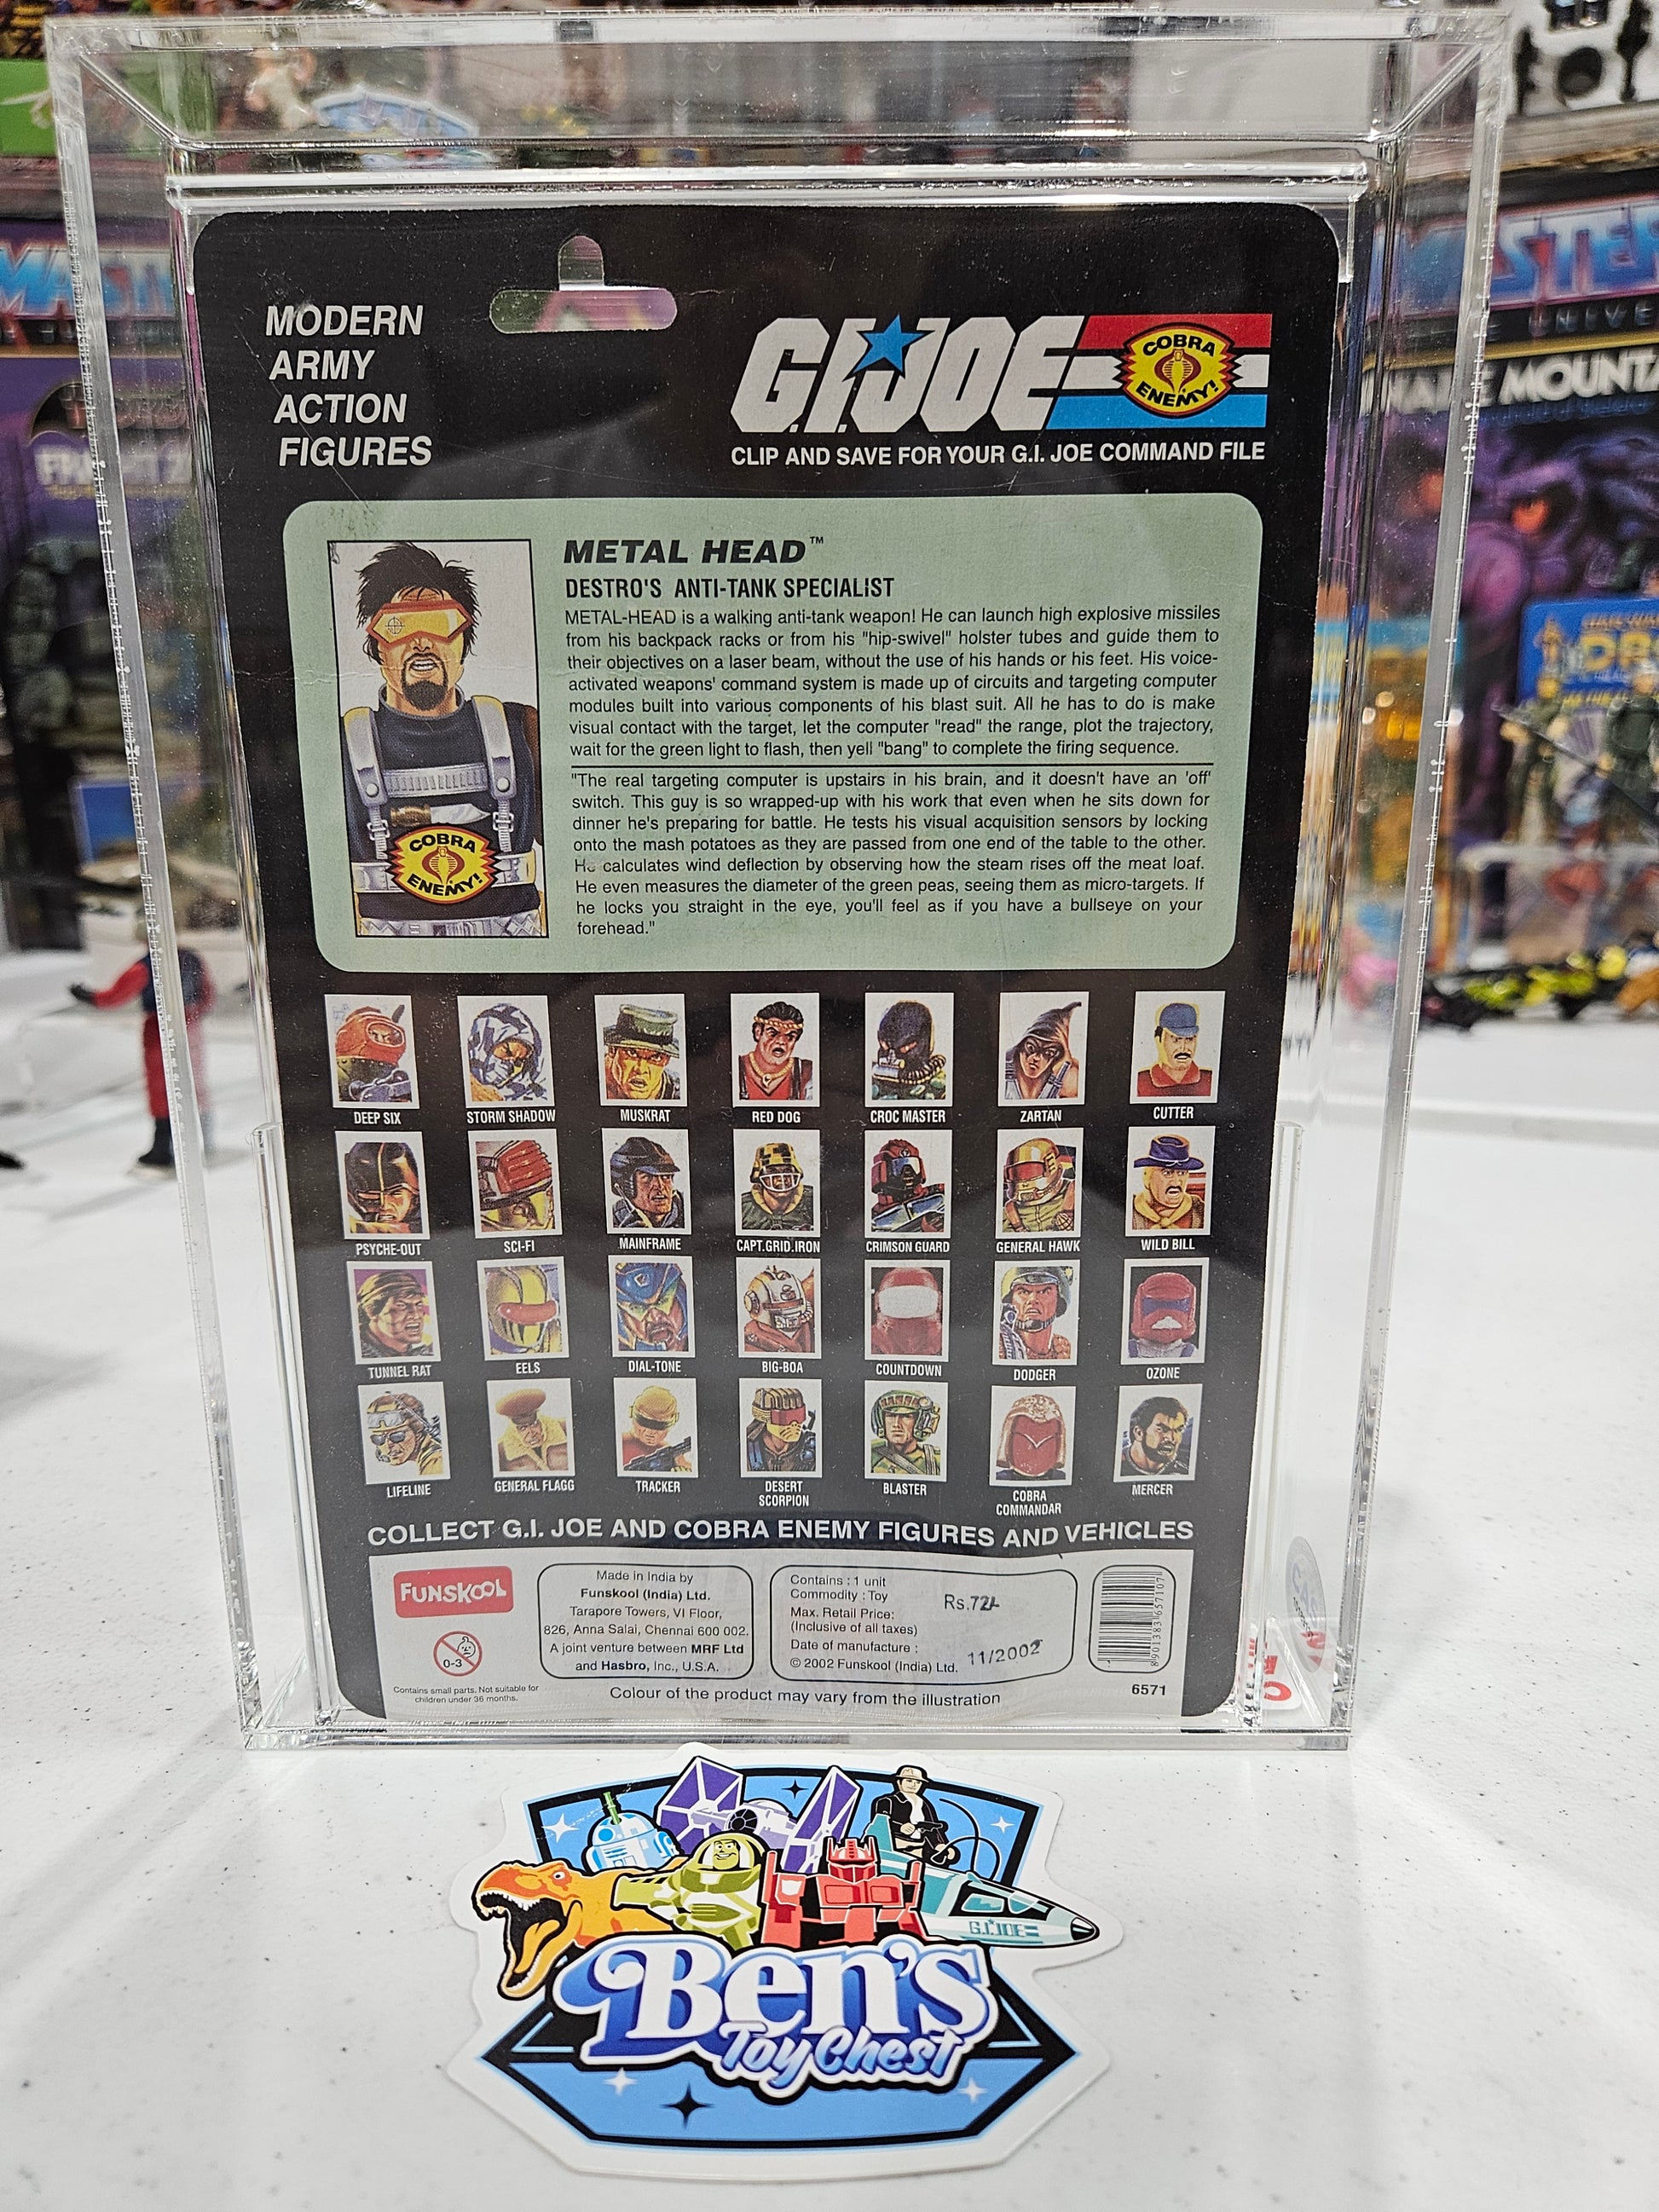 MODERN
ARMY
ACTION
FIGURES
G.I.JOE
COBRA
ENEMY!
CLIP AND SAVE FOR YOUR G.I. JOE COMMAND FILE
METAL HEAD™
DESTRO'S ANTI-TANK SPECIALIST
METAL-HEAD is a walking anti-tank weapon! He can launch high explosive missiles
from his backpack racks or from his "hip-swivel" holster tubes and guide them to
their objectives on a laser beam, without the use of his hands or his feet. His voice-
activated weapons' command system is made up of circuits and targeting computer
modules built into various components of his blast suit. All he has to do is make
visual contact with the target, let the computer "read" the range, plot the trajectory,
wait for the green light to flash, then yell "bang" to complete the firing sequence.
"The real targeting computer is upstairs in his brain, and it doesn't have an 'off'
switch. This guy is so wrapped-up with his work that even when he sits down for
dinner he's preparing for battle. He tests his visual acquisition sensors by locking
onto the mash potatoes as they are passed from one end of the table to the other.
He calculates wind deflection by observing how the steam rises off the meat loaf.
He even measures the diameter of the green peas, seeing them as micro-targets. If
he locks you straight in the eye, you'll feel as if you have a bullseye on your
forehead."
COBRA
ENEMY!
DEEP SIX STORM SHADOW MUSKRAT RED DOG CROC MASTER ZARTAN CUTTER
PSYCHE-OUT SCI-FI MAINFRAME CAPT.GRID.IRON CRIMSON GUARD GENERAL HAWK WILD BILL
TUNNEL RAT EELS DIAL-TONE BIG-BOA COUNTDOWN DODGER OZONE
LIFELINE GENERAL FLAGG TRACKER DESERT SCORPION BLASTER COBRA COMMANDAR MERCER
COLLECT G.I. JOE AND COBRA ENEMY FIGURES AND VEHICLES
FUNSKOOL
0-3
Contains small parts. Not suitable for
children under 36 months.
Made in India by
Funskool (India) Ltd.
Tarapore Towers, VI Floor,
826, Anna Salai, Chennai 600 002.
A joint venture between MRF Ltd
and Hasbro, Inc., U.S.A.
Contains : 1 unit
Commodity : Toy
Max. Retail Price: Rs.72/-
(Inclusive of all taxes)
Date of manufacture : 11/2002
© 2002 Funskool (India) Ltd.
8901383657107
6571
Colour of the product may vary from the illustration
G.I.JOE
Ben's
Toy Chest